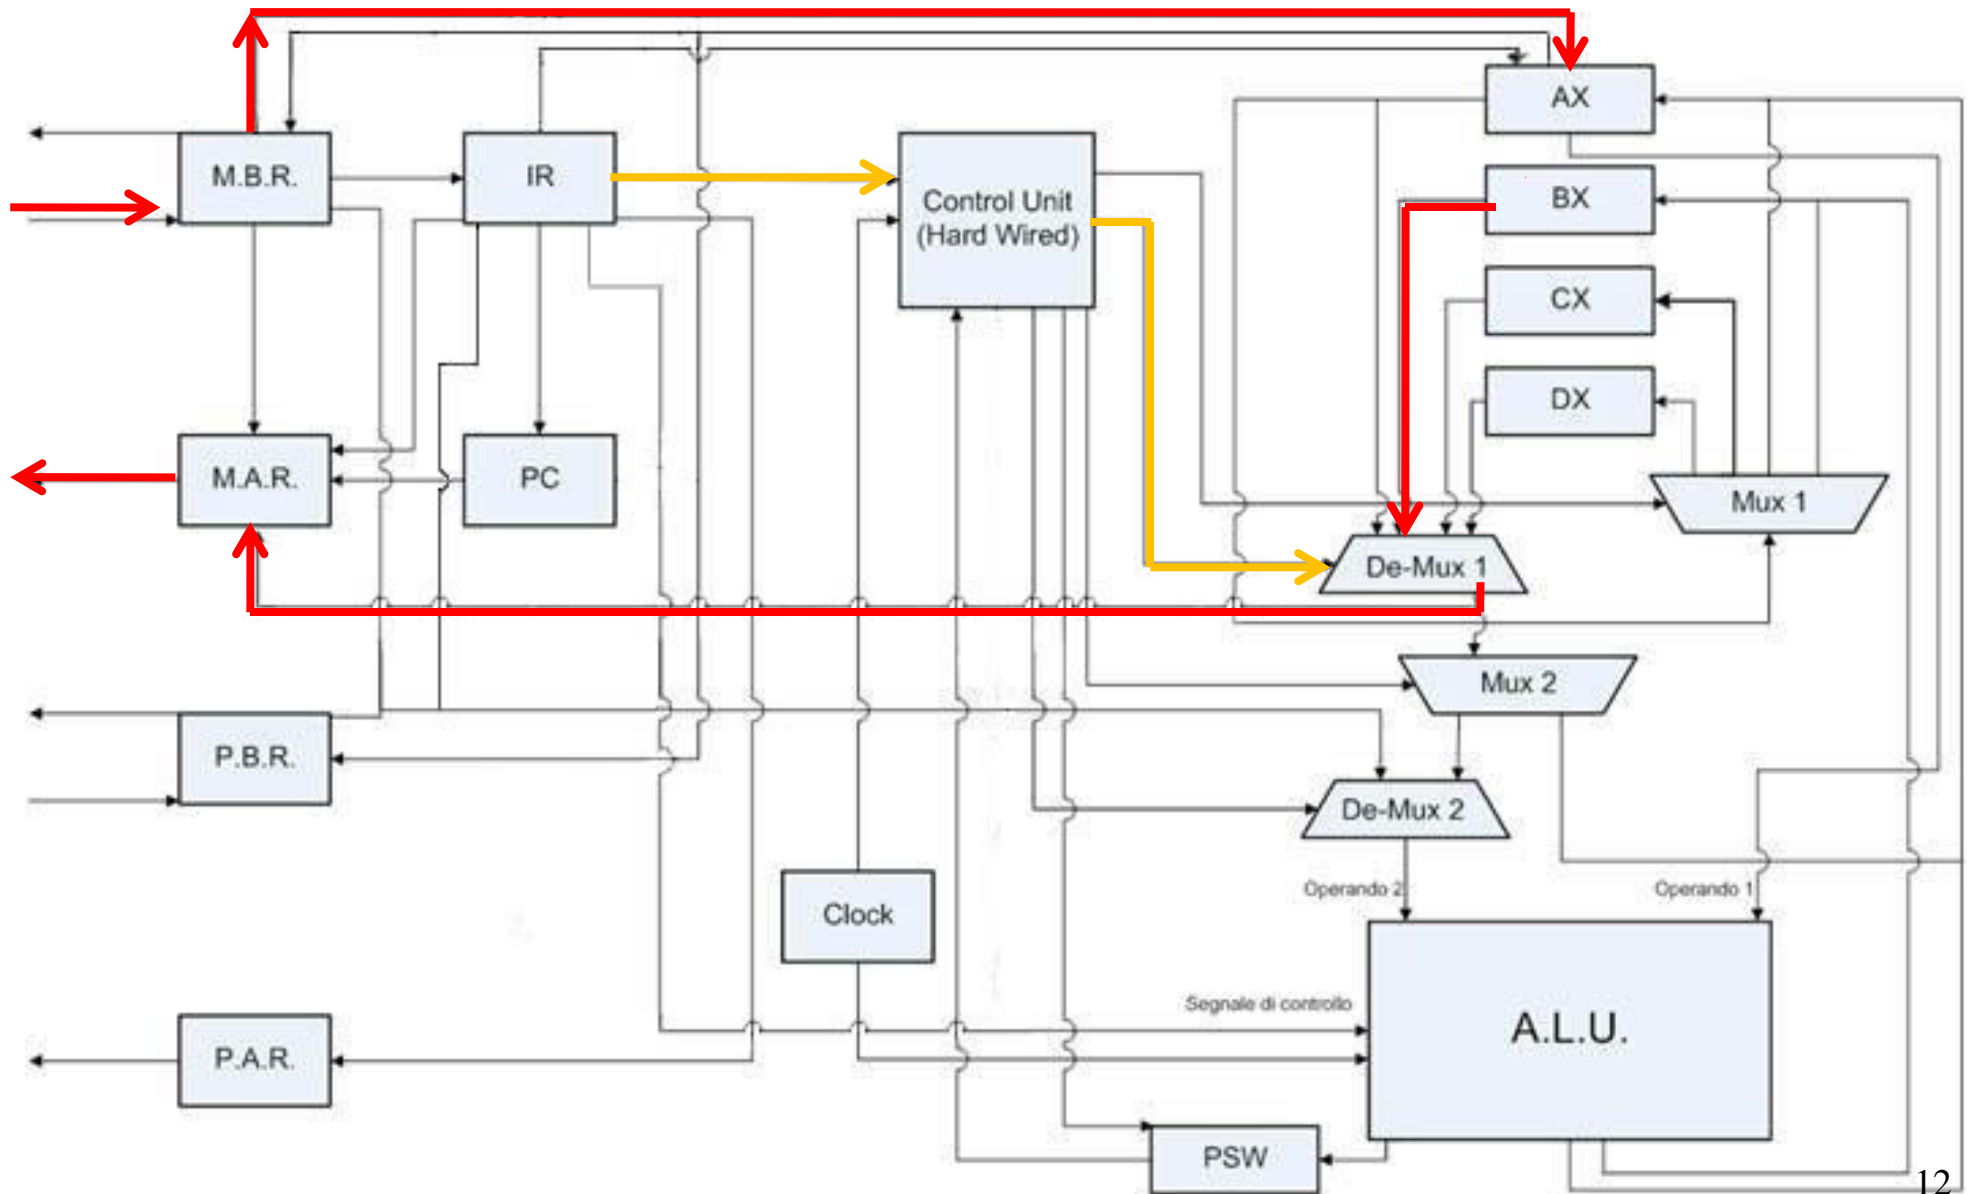 AX
M.B.R.
IR
Control Unit
(Hard Wired)
BX
CX
DX
M.A.R.
PC
Mux 1
De-Mux 1
Mux 2
P.B.R.
De-Mux 2
Operando 2
Operando 1
Clock
Segnale di controllo
A.L.U.
P.A.R.
PSW
12